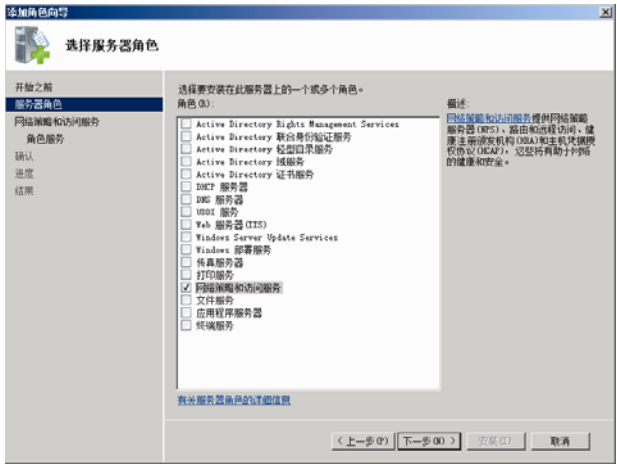 添加角色向导
选择服务器角色
开始之前
服务器角色
网络策略和访问服务
角色服务
确认
进度
结果
选择要安装在此服务器上的一个或多个角色。
角色(R):
Active Directory Rights Management Services
Active Directory 联合身份验证服务
Active Directory 轻型目录服务
Active Directory 域服务
Active Directory 证书服务
DHCP 服务器
DNS 服务器
UDDI 服务
Web 服务器(IIS)
Windows Server Update Services
Windows 部署服务
传真服务器
打印服务
网络策略和访问服务
文件服务
应用程序服务器
终端服务
有关服务器角色的详细信息
描述:
网络策略和访问服务提供网络策略
服务器(NPS)、路由和远程访问、健
康注册颁发机构(HRA)和主机凭据授
权协议(HCAP)，这些将有助于网络
的健康和安全。
< 上一步(P)
下一步(N) >
安装(I)
取消